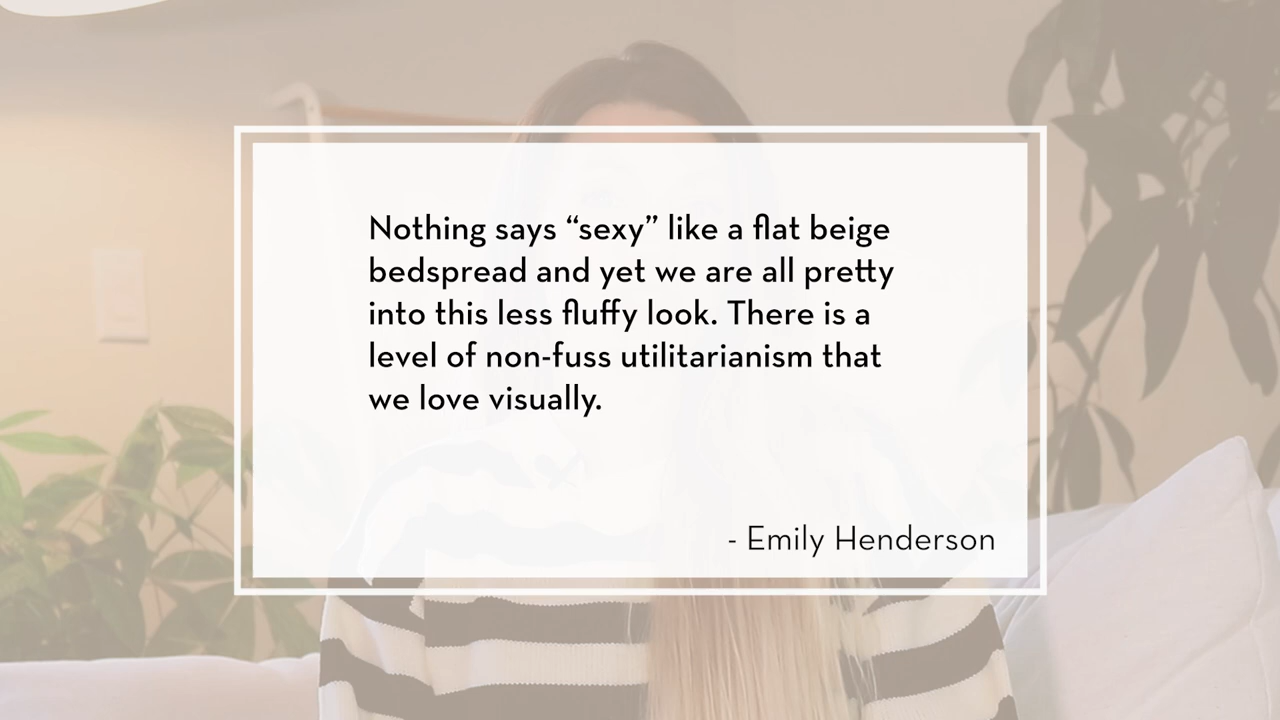 Nothing says “sexy” like a flat beige
bedspread and yet we are all pretty
into this less fluffy look. There is a
level of non-fuss utilitarianism that
we love visually.
- Emily Henderson